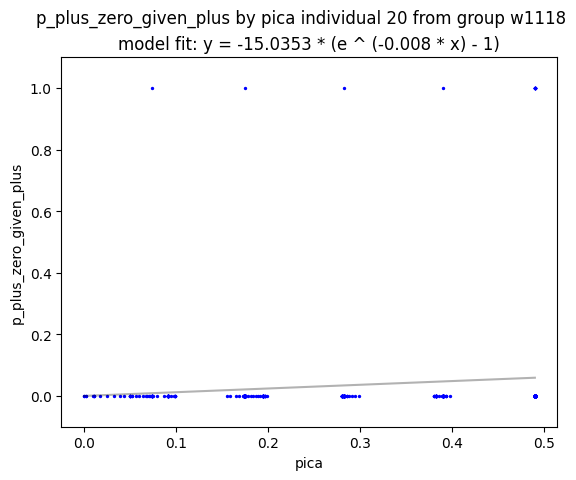 p_plus_zero_given_plus by pica individual 20 from group w1118
model fit: y = -15.0353 * (e ^ (-0.008 * x) - 1)
1.0
0.8
0.6
0.4
0.2
0.0
p_plus_zero_given_plus
0.0 0.1 0.2 0.3 0.4 0.5
pica